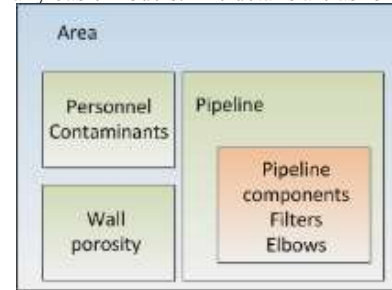 Area
Personnel
Contaminants
Pipeline
Wall
porosity
Pipeline
components
Filters
Elbows